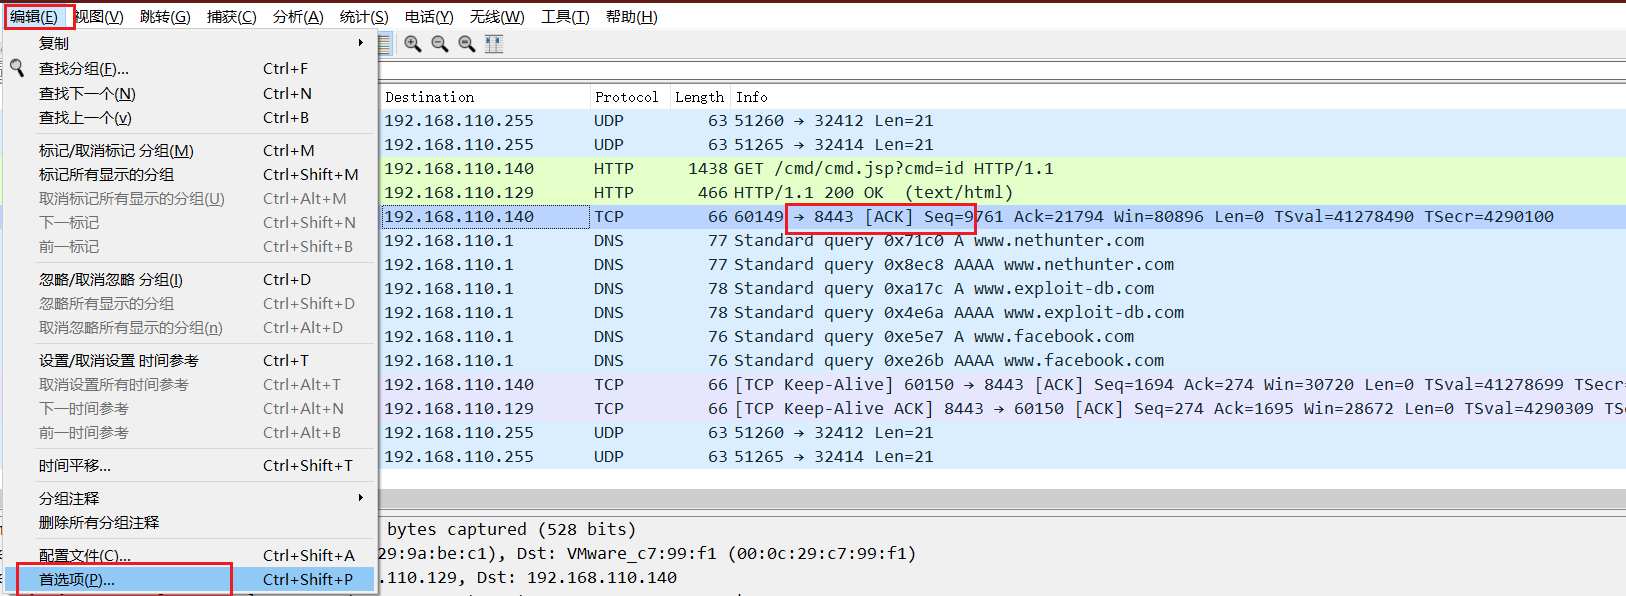 编辑(E) 视图(V) 跳转(G) 捕获(C) 分析(A) 统计(S) 电话(Y) 无线(W) 工具(T) 帮助(H)
复制
查找分组(F)... Ctrl+F
查找下一个(N) Ctrl+N
查找上一个(v) Ctrl+B
标记/取消标记 分组(M) Ctrl+M
标记所有显示的分组 Ctrl+Shift+M
取消标记所有显示的分组(U) Ctrl+Alt+M
下一标记 Ctrl+Shift+N
前一标记 Ctrl+Shift+B
忽略/取消忽略 分组(I) Ctrl+D
忽略所有显示的分组 Ctrl+Shift+D
取消忽略所有显示的分组(n) Ctrl+Alt+D
设置/取消设置 时间参考 Ctrl+T
取消设置所有时间参考 Ctrl+Alt+T
下一时间参考 Ctrl+Alt+N
前一时间参考 Ctrl+Alt+B
时间平移... Ctrl+Shift+T
分组注释
删除所有分组注释
配置文件(C)... Ctrl+Shift+A
首选项(P)... Ctrl+Shift+P
Destination Protocol Length Info
192.168.110.255 UDP 63 51260 → 32412 Len=21
192.168.110.255 UDP 63 51265 → 32414 Len=21
192.168.110.140 HTTP 1438 GET /cmd/cmd.jsp?cmd=id HTTP/1.1
192.168.110.129 HTTP 466 HTTP/1.1 200 OK (text/html)
192.168.110.140 TCP 66 60149 → 8443 [ACK] Seq=9761 Ack=21794 Win=80896 Len=0 TSval=41278490 TSecr=4290100
192.168.110.1 DNS 77 Standard query 0x71c0 A www.nethunter.com
192.168.110.1 DNS 77 Standard query 0x8ec8 AAAA www.nethunter.com
192.168.110.1 DNS 78 Standard query 0xa17c A www.exploit-db.com
192.168.110.1 DNS 78 Standard query 0x4e6a AAAA www.exploit-db.com
192.168.110.1 DNS 76 Standard query 0xe5e7 A www.facebook.com
192.168.110.1 DNS 76 Standard query 0xe26b AAAA www.facebook.com
192.168.110.140 TCP 66 [TCP Keep-Alive] 60150 → 8443 [ACK] Seq=1694 Ack=274 Win=30720 Len=0 TSval=41278699 TSecr=
192.168.110.129 TCP 66 [TCP Keep-Alive ACK] 8443 → 60150 [ACK] Seq=274 Ack=1695 Win=28672 Len=0 TSval=4290309 TS
192.168.110.255 UDP 63 51260 → 32412 Len=21
192.168.110.255 UDP 63 51265 → 32414 Len=21
bytes captured (528 bits)
29:9a:be:c1), Dst: VMware_c7:99:f1 (00:0c:29:c7:99:f1)
.110.129, Dst: 192.168.110.140